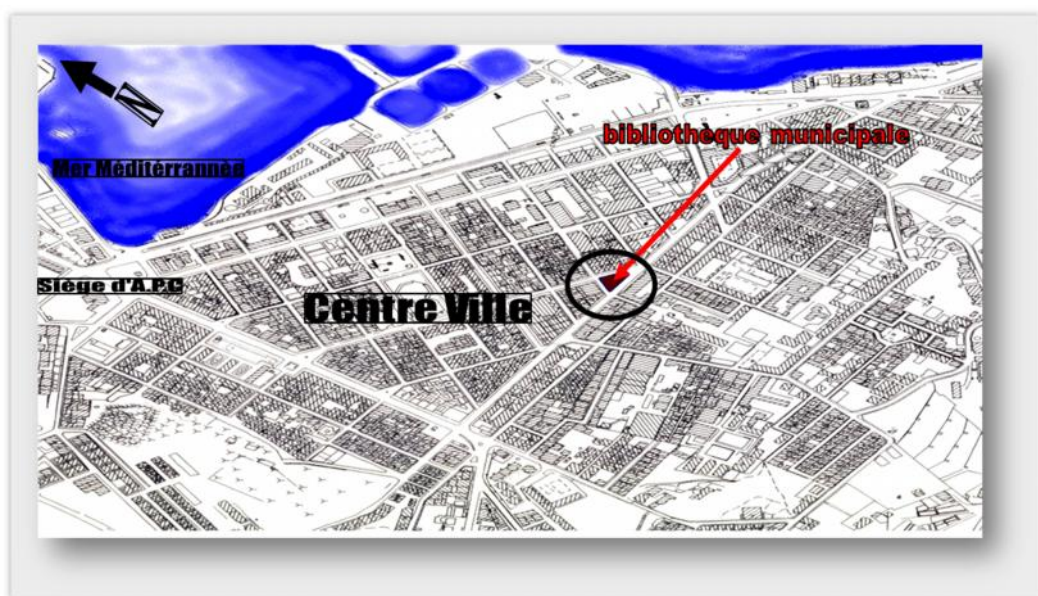 N
bibliothèque municipale
Mer Méditérrannée
Siége d'A.P.C
Centre Ville